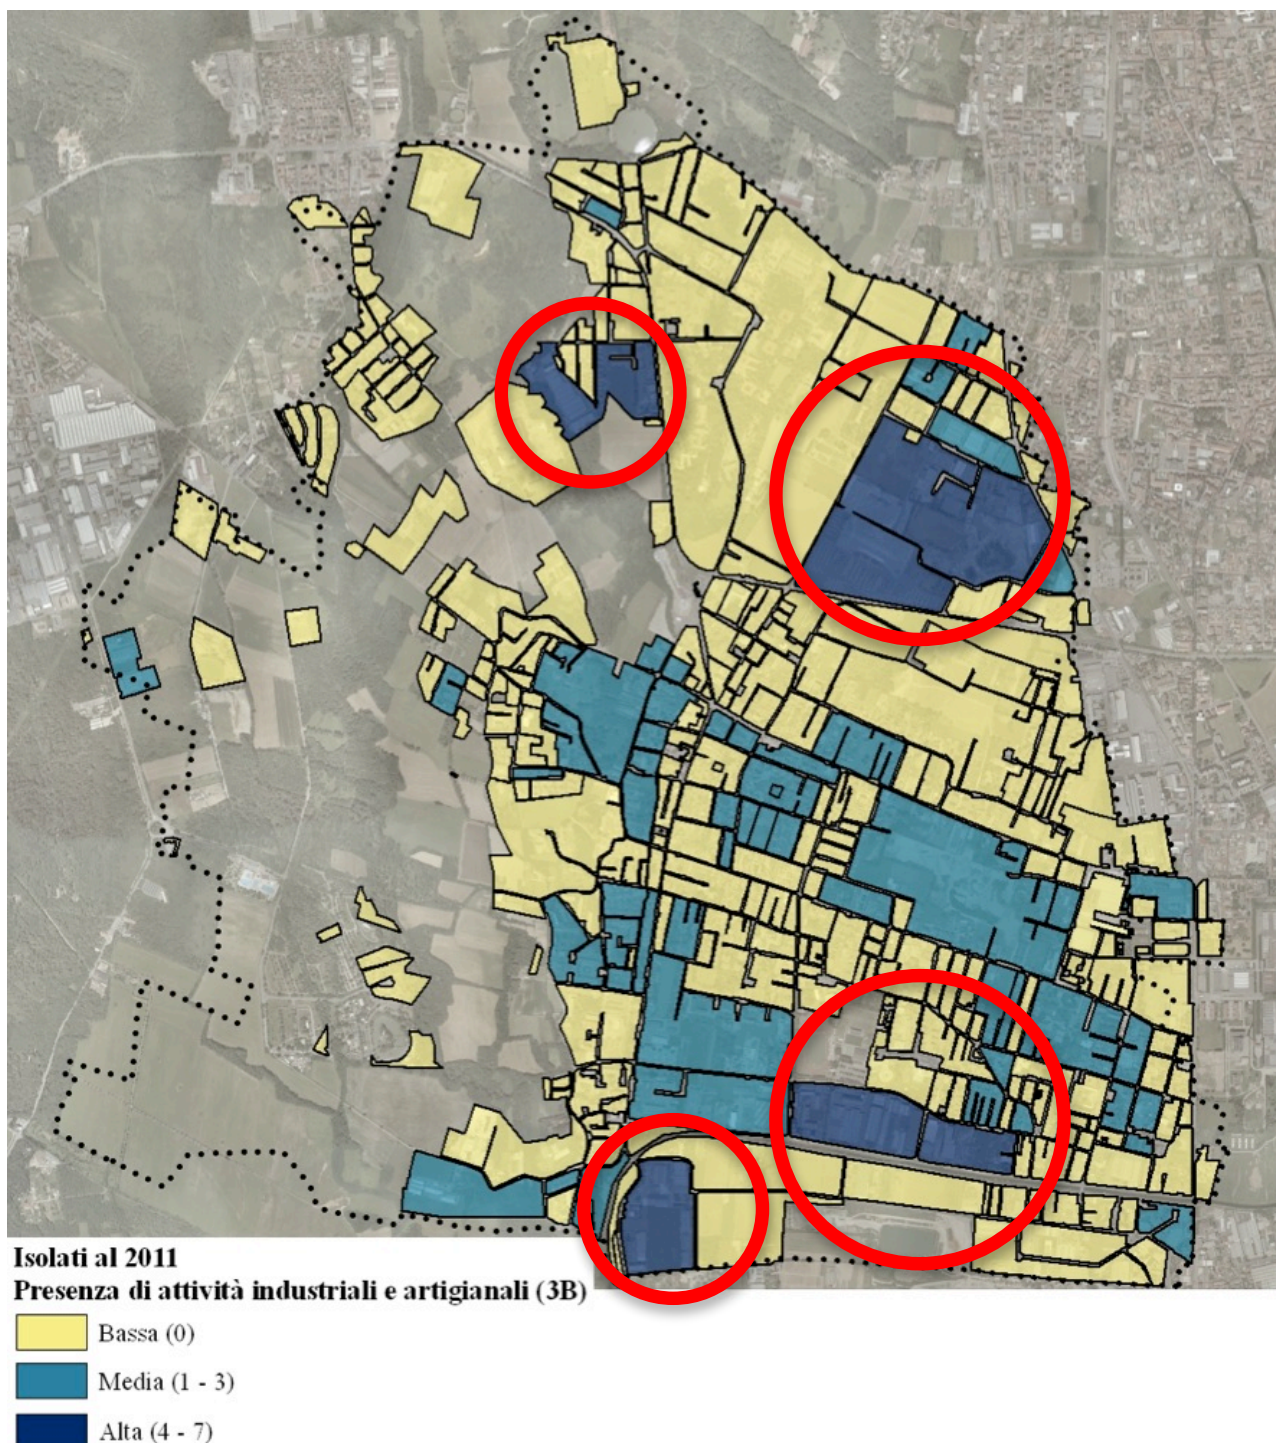 Isolati al 2011
Presenza di attività industriali e artigianali (3B)
Bassa (0)
Media (1 - 3)
Alta (4 - 7)